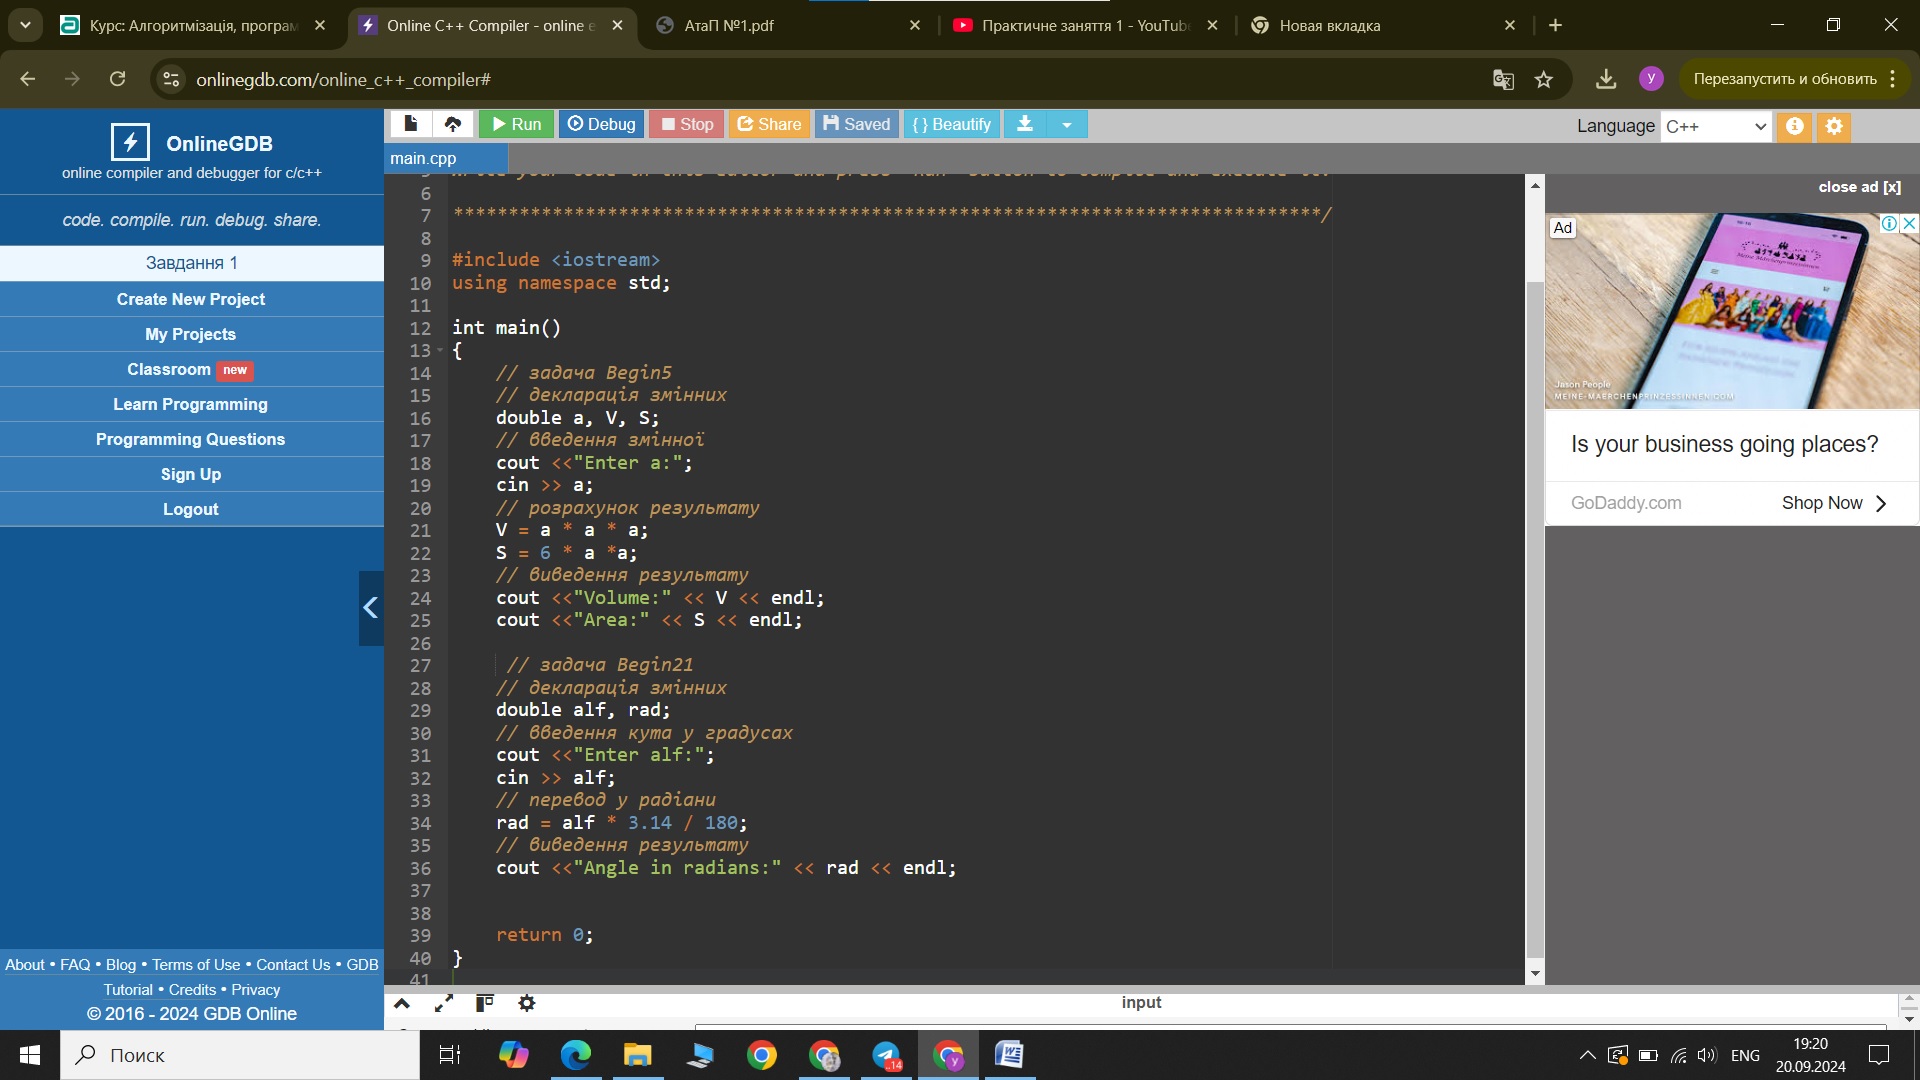 Курс: Алгоритмізація, програм
Online C++ Compiler - online e
АтаП №1.pdf
Практичне заняття 1 - YouTube
Новая вкладка
onlinegdb.com/online_c++_compiler#
y
Перезапустить и обновить
OnlineGDB
online compiler and debugger for c/c++
code. compile. run. debug. share.
Завдання 1
Create New Project
My Projects
Classroom new
Learn Programming
Programming Questions
Sign Up
Logout
About • FAQ • Blog • Terms of Use • Contact Us • GDB
Tutorial • Credits • Privacy
© 2016 - 2024 GDB Online
Run Debug Stop Share Saved { } Beautify
Language C++
main.cpp
6
7 *******************************************************************************/
8
9 #include <iostream>
10 using namespace std;
11
12 int main()
13 {
14 // задача Begin5
15 // декларація змінних
16 double a, V, S;
17 // введення змінної
18 cout <<"Enter a:";
19 cin >> a;
20 // розрахунок результату
21 V = a * a * a;
22 S = 6 * a *a;
23 // виведення результату
24 cout <<"Volume:" << V << endl;
25 cout <<"Area:" << S << endl;
26
27 // задача Begin21
28 // декларація змінних
29 double alf, rad;
30 // введення кута у градусах
31 cout <<"Enter alf:";
32 cin >> alf;
33 // перевод у радіани
34 rad = alf * 3.14 / 180;
35 // виведення результату
36 cout <<"Angle in radians:" << rad << endl;
37
38
39 return 0;
40 }
41
input
close ad [x]
Ad
Jason People
MEINE-MAERCHENPRINZESSINNEN.COM
Is your business going places?
GoDaddy.com
Shop Now
Поиск
14
y
ENG
19:20
20.09.2024